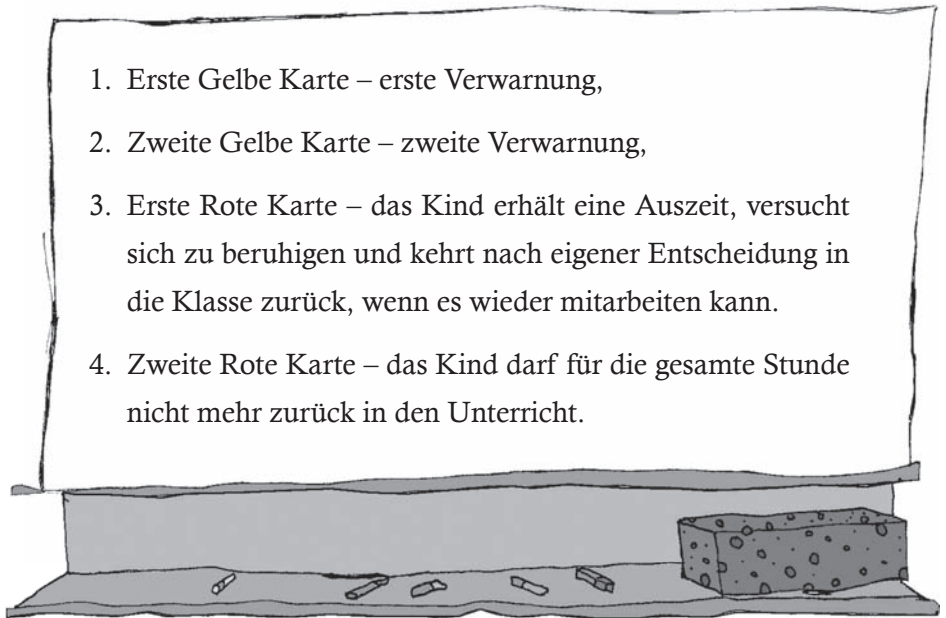 1. Erste Gelbe Karte – erste Verwarnung,
2. Zweite Gelbe Karte – zweite Verwarnung,
3. Erste Rote Karte – das Kind erhält eine Auszeit, versucht
sich zu beruhigen und kehrt nach eigener Entscheidung in
die Klasse zurück, wenn es wieder mitarbeiten kann.
4. Zweite Rote Karte – das Kind darf für die gesamte Stunde
nicht mehr zurück in den Unterricht.